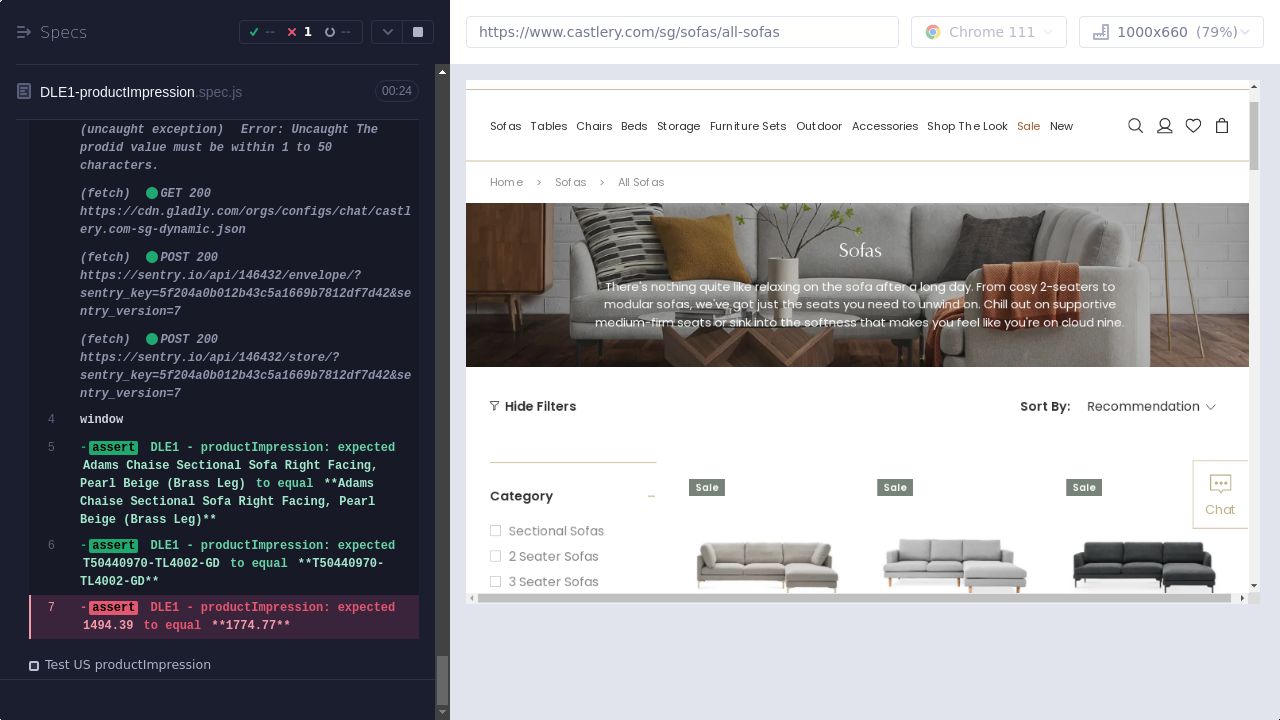 Specs
--
1
--
DLE1-productImpression.spec.js
00:24
(uncaught exception) Error: Uncaught The
prodid value must be within 1 to 50
characters.
(fetch) GET 200
https://cdn.gladly.com/orgs/configs/chat/castl
ery.com-sg-dynamic.json
(fetch) POST 200
https://sentry.io/api/146432/envelope/?
sentry_key=5f204a0b012b43c5a1669b7812df7d42&se
ntry_version=7
(fetch) POST 200
https://sentry.io/api/146432/store/?
sentry_key=5f204a0b012b43c5a1669b7812df7d42&se
ntry_version=7
4 window
5 -assert DLE1 - productImpression: expected
Adams Chaise Sectional Sofa Right Facing,
Pearl Beige (Brass Leg) to equal **Adams
Chaise Sectional Sofa Right Facing, Pearl
Beige (Brass Leg)**
6 -assert DLE1 - productImpression: expected
T50440970-TL4002-GD to equal **T50440970-
TL4002-GD**
7 -assert DLE1 - productImpression: expected
1494.39 to equal **1774.77**
Test US productImpression
https://www.castlery.com/sg/sofas/all-sofas
Chrome 111
1000x660 (79%)
Sofas Tables Chairs Beds Storage Furniture Sets Outdoor Accessories Shop The Look Sale New
Home > Sofas > All Sofas
Sofas
There's nothing quite like relaxing on the sofa after a long day. From cosy 2-seaters to
modular sofas, we've got just the seats you need to unwind on. Chill out on supportive
medium-firm seats or sink into the softness that makes you feel like you're on cloud nine.
Hide Filters
Sort By: Recommendation
Category
Sectional Sofas
2 Seater Sofas
3 Seater Sofas
Sale
Sale
Sale
Chat